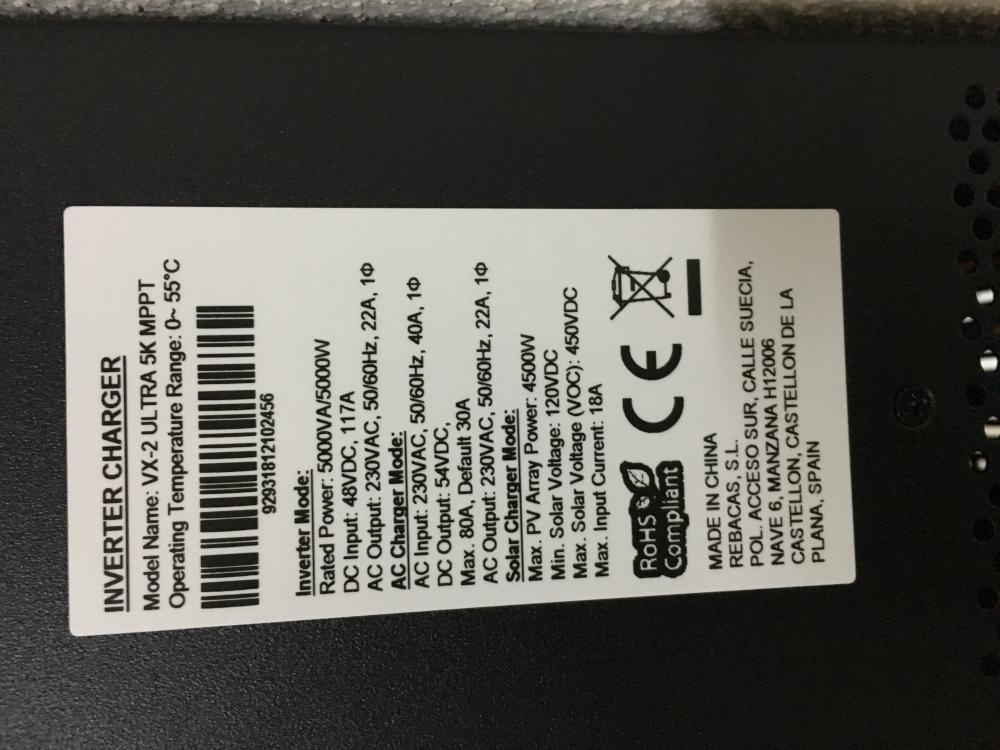 INVERTER CHARGER
Model Name: VX-2 ULTRA 5K MPPT
Operating Temperature Range: 0~ 55°C
92931812102456
Inverter Mode:
Rated Power: 5000VA/5000W
DC Input: 48VDC, 117A
AC Output: 230VAC, 50/60Hz, 22A, 1Φ
AC Charger Mode:
AC Input: 230VAC, 50/60Hz, 40A, 1Φ
DC Output: 54VDC,
Max. 80A, Default 30A
AC Output: 230VAC, 50/60Hz, 22A, 1Φ
Solar Charger Mode:
Max. PV Array Power: 4500W
Min. Solar Voltage: 120VDC
Max. Solar Voltage (VOC): 450VDC
Max. Input Current: 18A
RoHS
Compliant
CE
MADE IN CHINA
REBACAS, S.L.
POL. ACCESO SUR, CALLE SUECIA,
NAVE 6, MANZANA H12006
CASTELLON, CASTELLON DE LA
PLANA, SPAIN